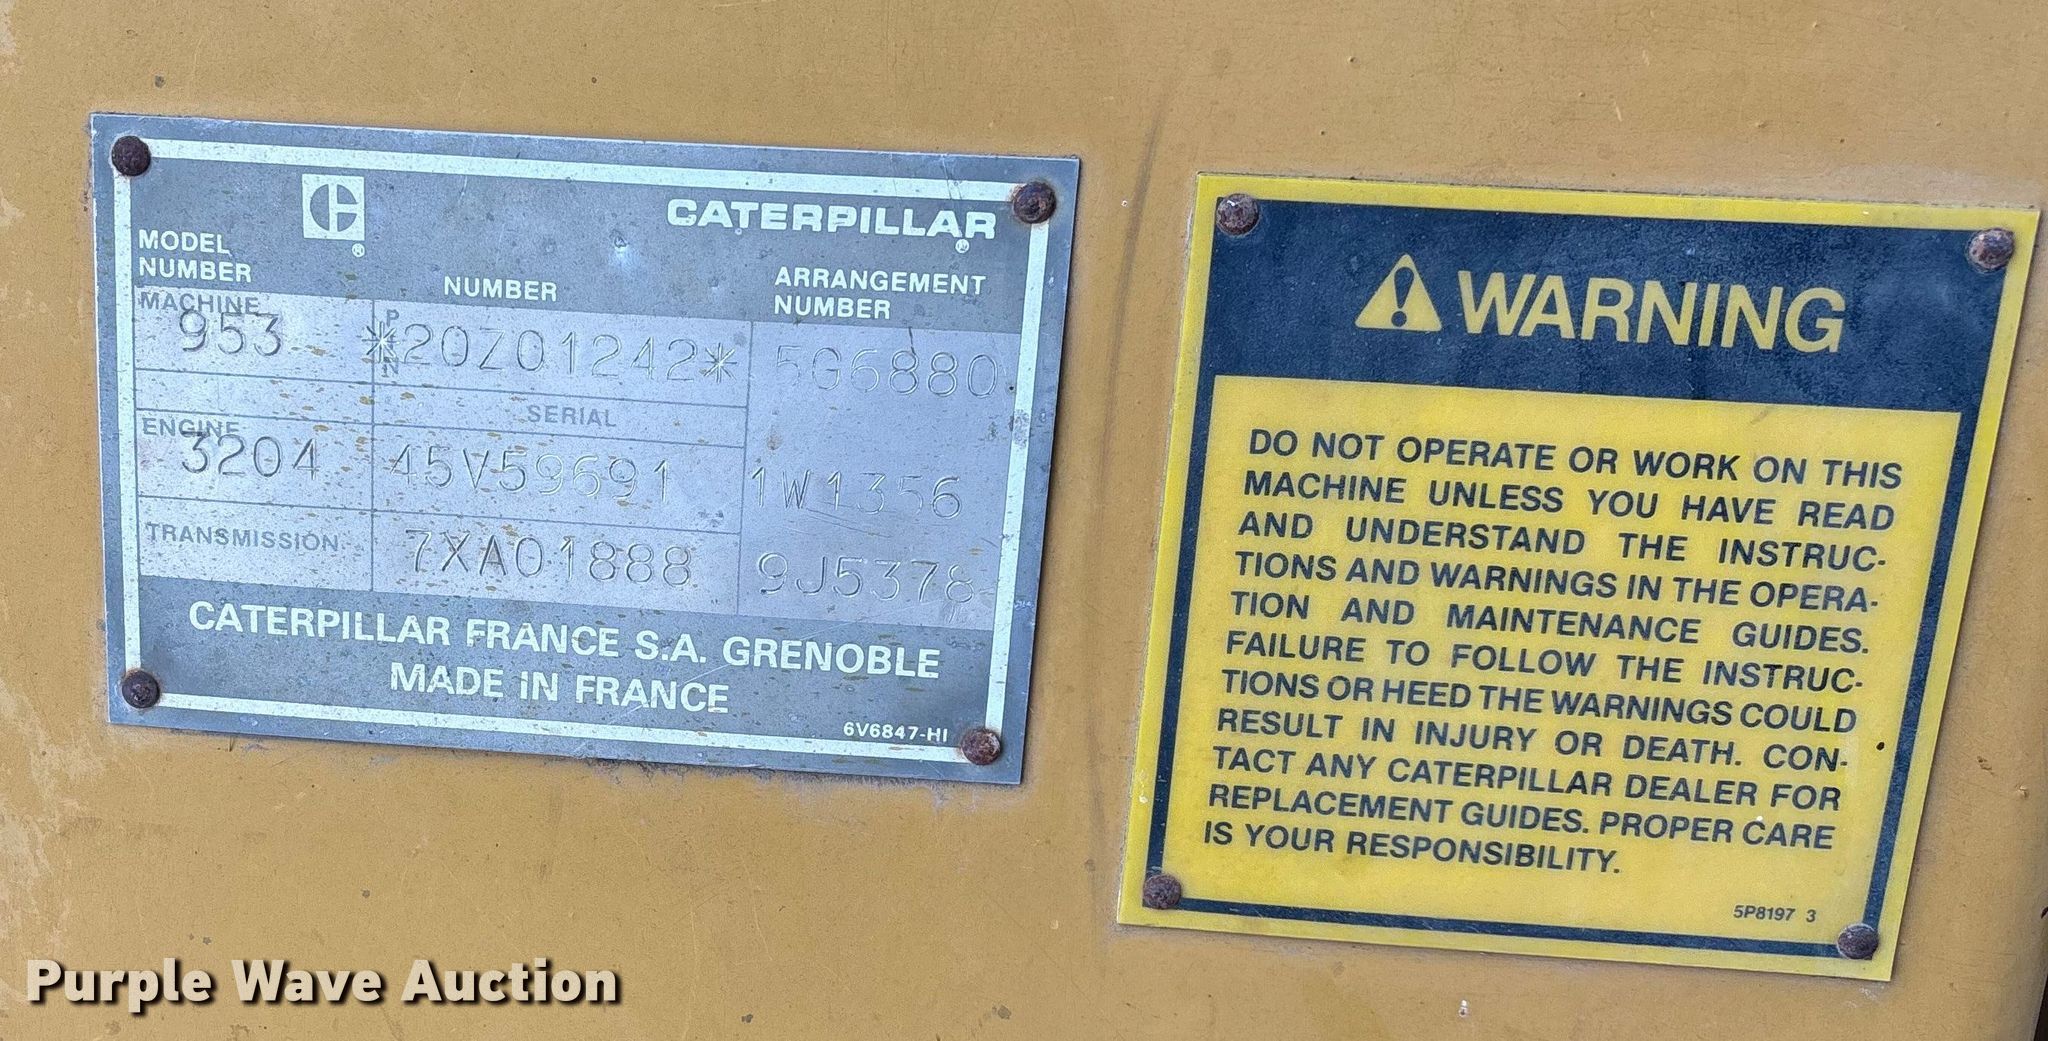 CATERPILLAR
MODEL
NUMBER
NUMBER
ARRANGEMENT
NUMBER
MACHINE
953
PIN
*20Z01242*
5G6880
SERIAL
ENGINE
3204
45V59691
1W1356
TRANSMISSION
7XA01888
9J5378
CATERPILLAR FRANCE S.A. GRENOBLE
MADE IN FRANCE
6V6847-HI
WARNING
DO NOT OPERATE OR WORK ON THIS
MACHINE UNLESS YOU HAVE READ
AND UNDERSTAND THE INSTRUC-
TIONS AND WARNINGS IN THE OPERA-
TION AND MAINTENANCE GUIDES.
FAILURE TO FOLLOW THE INSTRUC-
TIONS OR HEED THE WARNINGS COULD
RESULT IN INJURY OR DEATH. CON-
TACT ANY CATERPILLAR DEALER FOR
REPLACEMENT GUIDES. PROPER CARE
IS YOUR RESPONSIBILITY.
5P8197 3
Purple Wave Auction